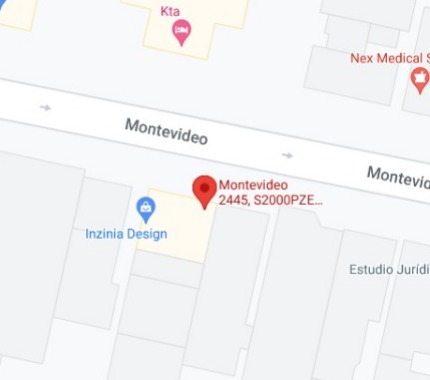 Kta
Nex Medical S
Montevideo
Montevid
Montevideo
2445, S2000PZE...
Inzinia Design
Estudio Jurídi